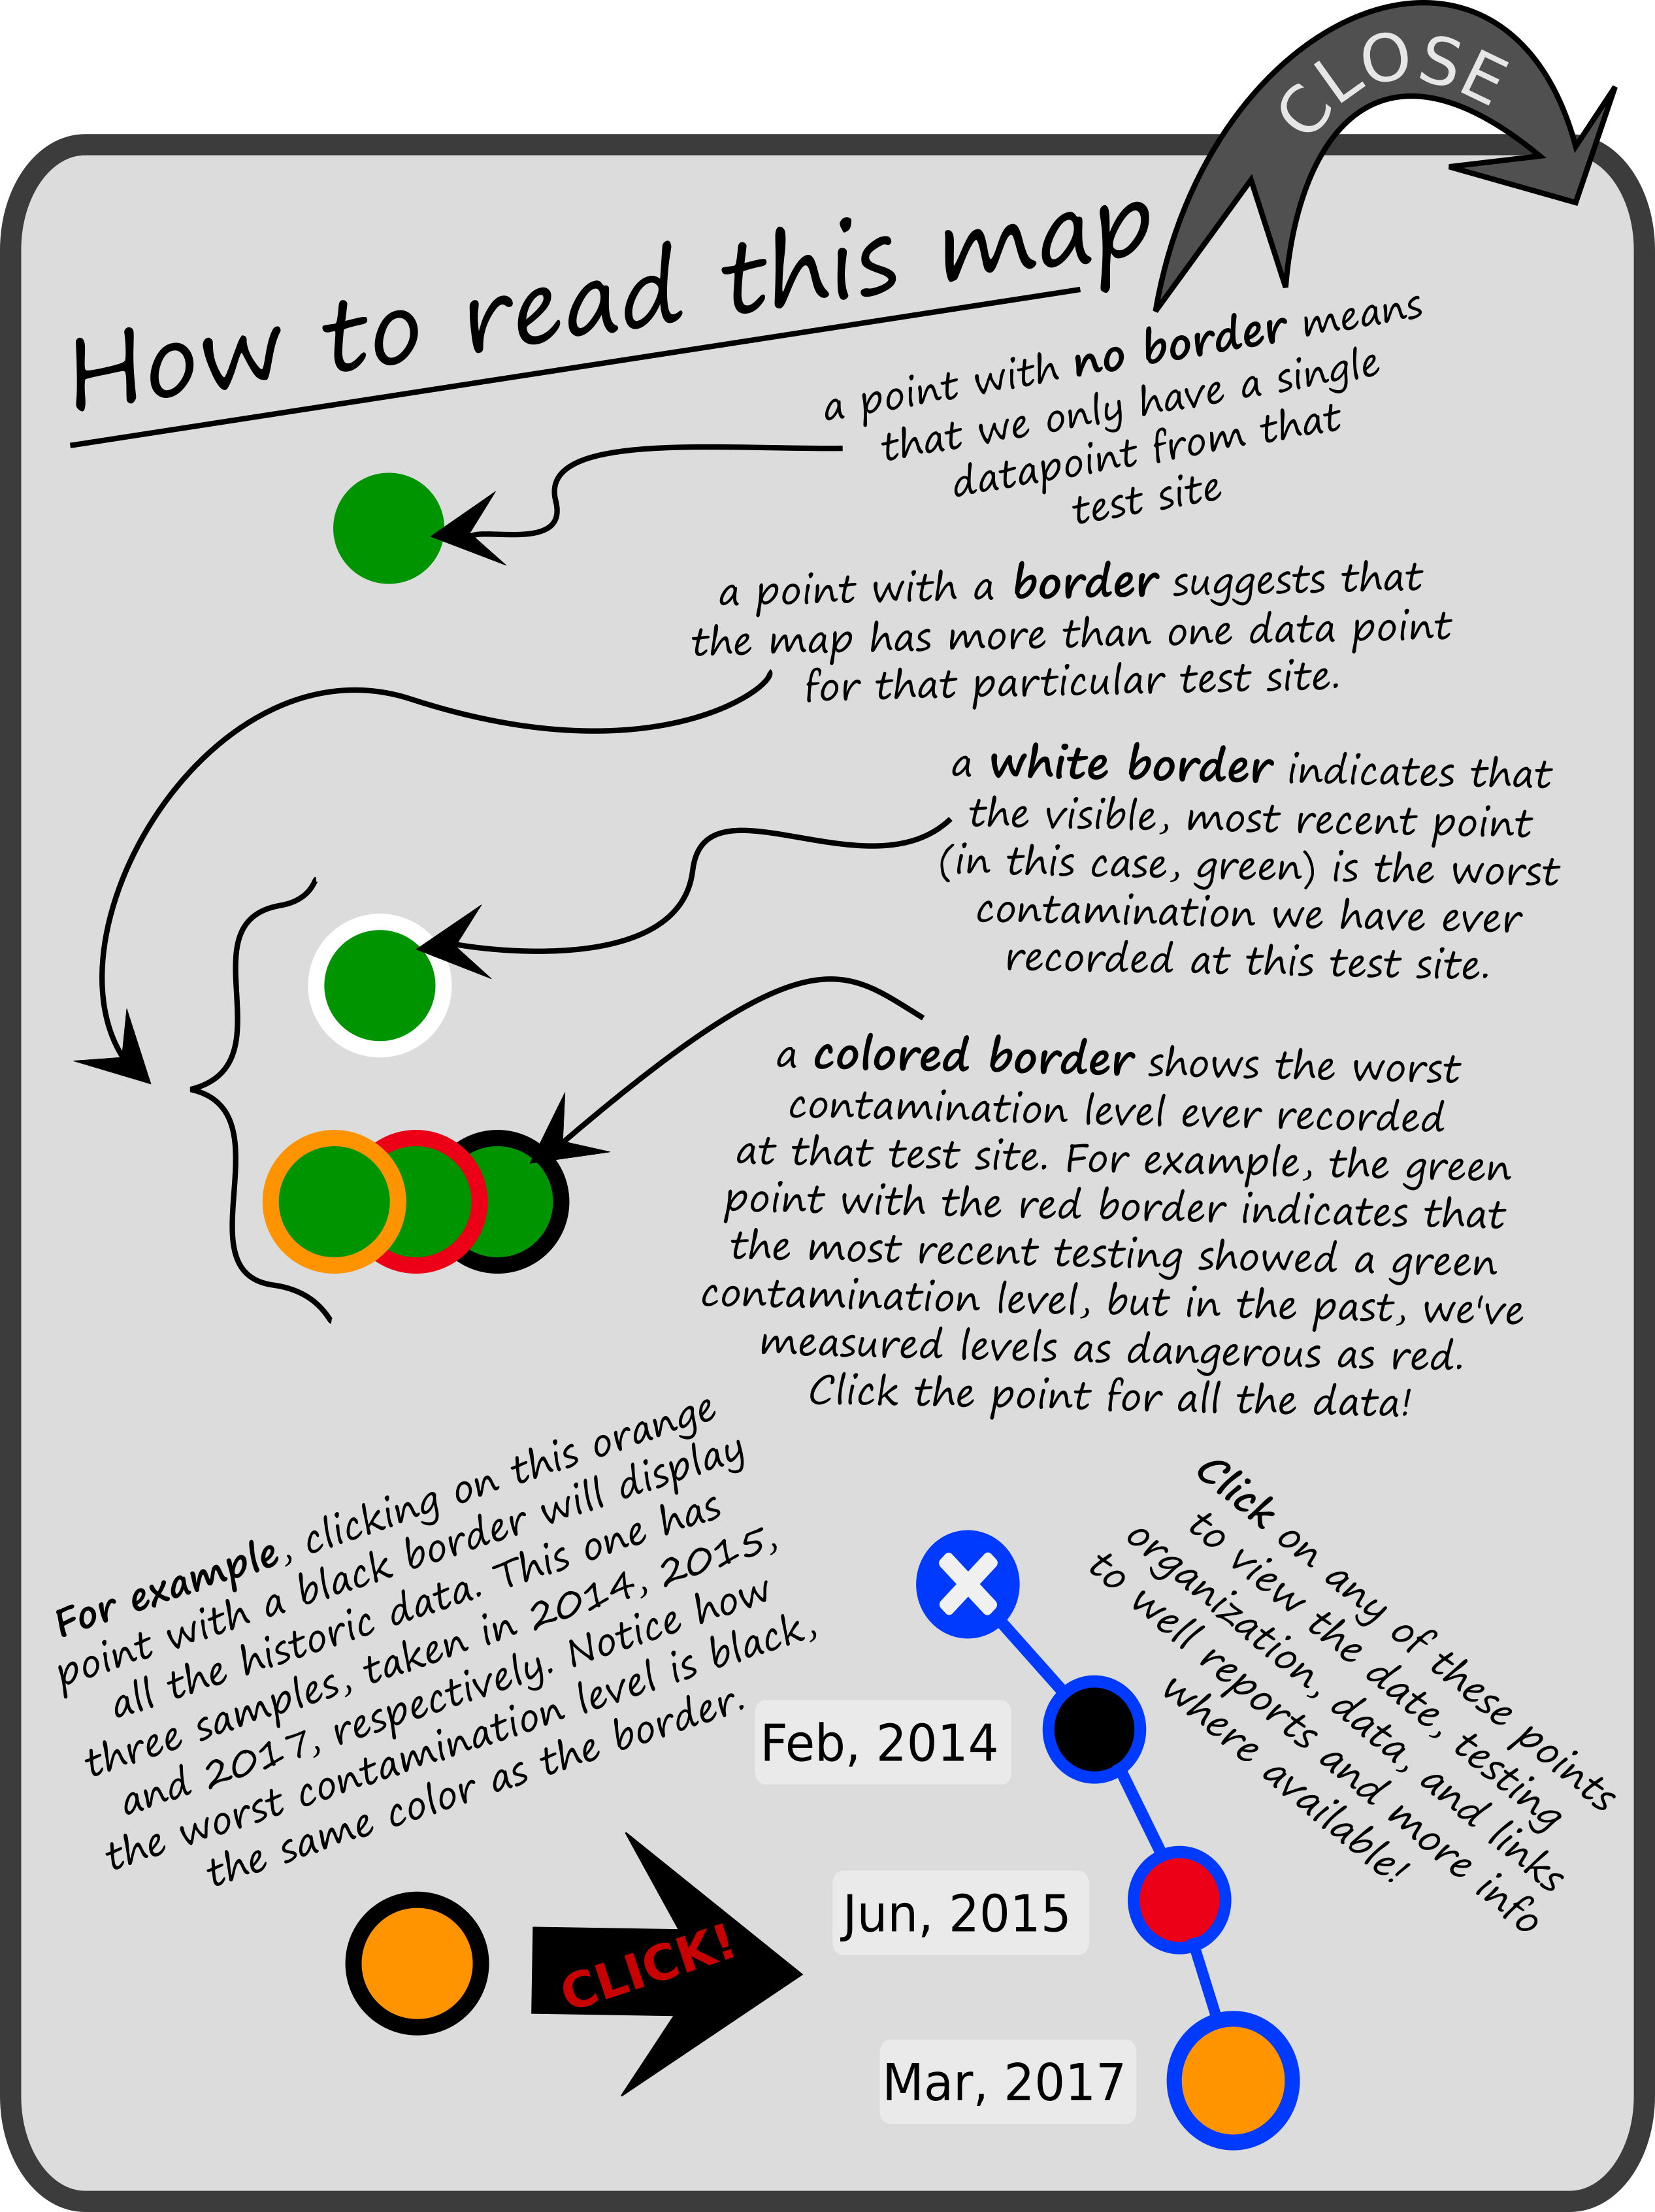 CLOSE
How to read this map
a point with no border means
that we only have a single
datapoint from that
test site
a point with a border suggests that
the map has more than one data point
for that particular test site.
a white border indicates that
the visible, most recent point
(in this case, green) is the worst
contamination we have ever
recorded at this test site.
a colored border shows the worst
contamination level ever recorded
at that test site. For example, the green
point with the red border indicates that
the most recent testing showed a green
contamination level, but in the past, we've
measured levels as dangerous as red.
Click the point for all the data!
For example, clicking on this orange
point with a black border will display
all the historic data. This one has
three samples, taken in 2014, 2015,
and 2017, respectively. Notice how
the worst contamination level is black,
the same color as the border.
Click on any of these points
to view the date, testing
organization, data, and links
to well reports and more info
where available!
Feb, 2014
CLICK!
Jun, 2015
Mar, 2017